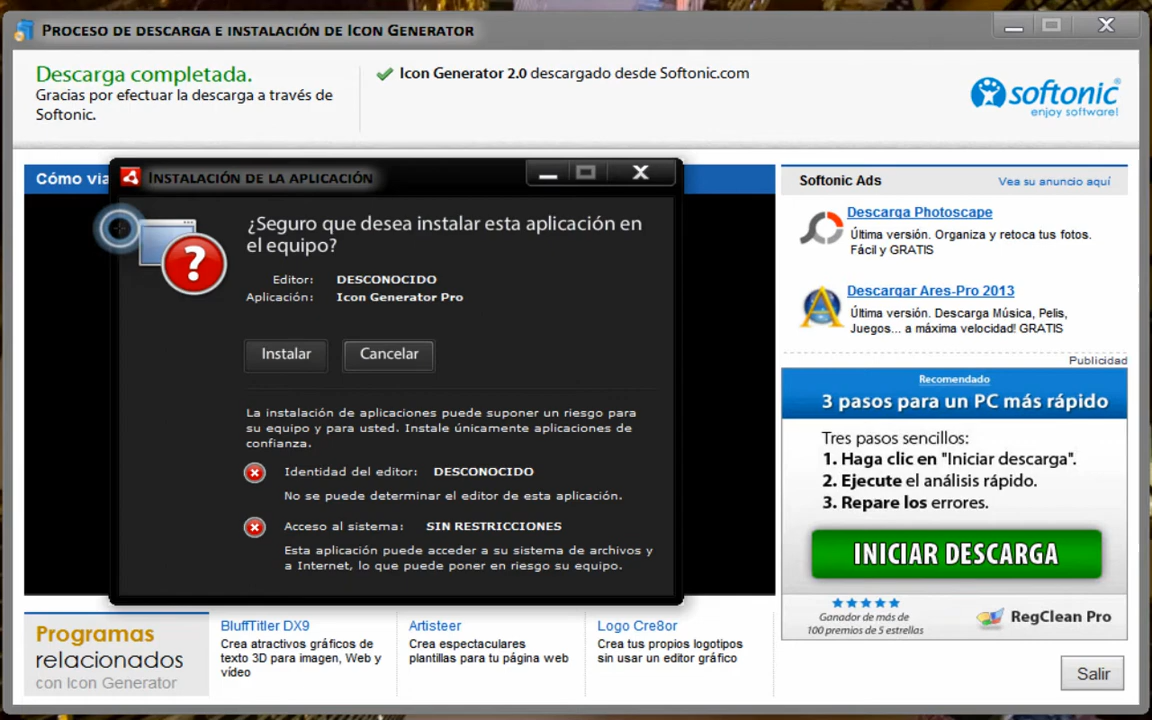 Proceso de descarga e instalación de Icon Generator
Descarga completada.
Gracias por efectuar la descarga a través de
Softonic.
Icon Generator 2.0 descargado desde Softonic.com
softonic
enjoy software!
Cómo via
Instalación de la aplicación
¿Seguro que desea instalar esta aplicación en
el equipo?
Editor: DESCONOCIDO
Aplicación: Icon Generator Pro
Instalar
Cancelar
La instalación de aplicaciones puede suponer un riesgo para
su equipo y para usted. Instale únicamente aplicaciones de
confianza.
Identidad del editor: DESCONOCIDO
No se puede determinar el editor de esta aplicación.
Acceso al sistema: SIN RESTRICCIONES
Esta aplicación puede acceder a su sistema de archivos y
a Internet, lo que puede poner en riesgo su equipo.
Softonic Ads
Vea su anuncio aquí
Descarga Photoscape
Última versión. Organiza y retoca tus fotos.
Fácil y GRATIS
Descargar Ares-Pro 2013
Última versión. Descarga Música, Pelis,
Juegos... a máxima velocidad! GRATIS
Publicidad
Recomendado
3 pasos para un PC más rápido
Tres pasos sencillos:
1. Haga clic en "Iniciar descarga".
2. Ejecute el análisis rápido.
3. Repare los errores.
INICIAR DESCARGA
Ganador de más de
100 premios de 5 estrellas
RegClean Pro
Programas
relacionados
con Icon Generator
BluffTitler DX9
Crea atractivos gráficos de
texto 3D para imagen, Web y
vídeo
Artisteer
Crea espectaculares
plantillas para tu página web
Logo Cre8or
Crea tus propios logotipos
sin usar un editor gráfico
Salir